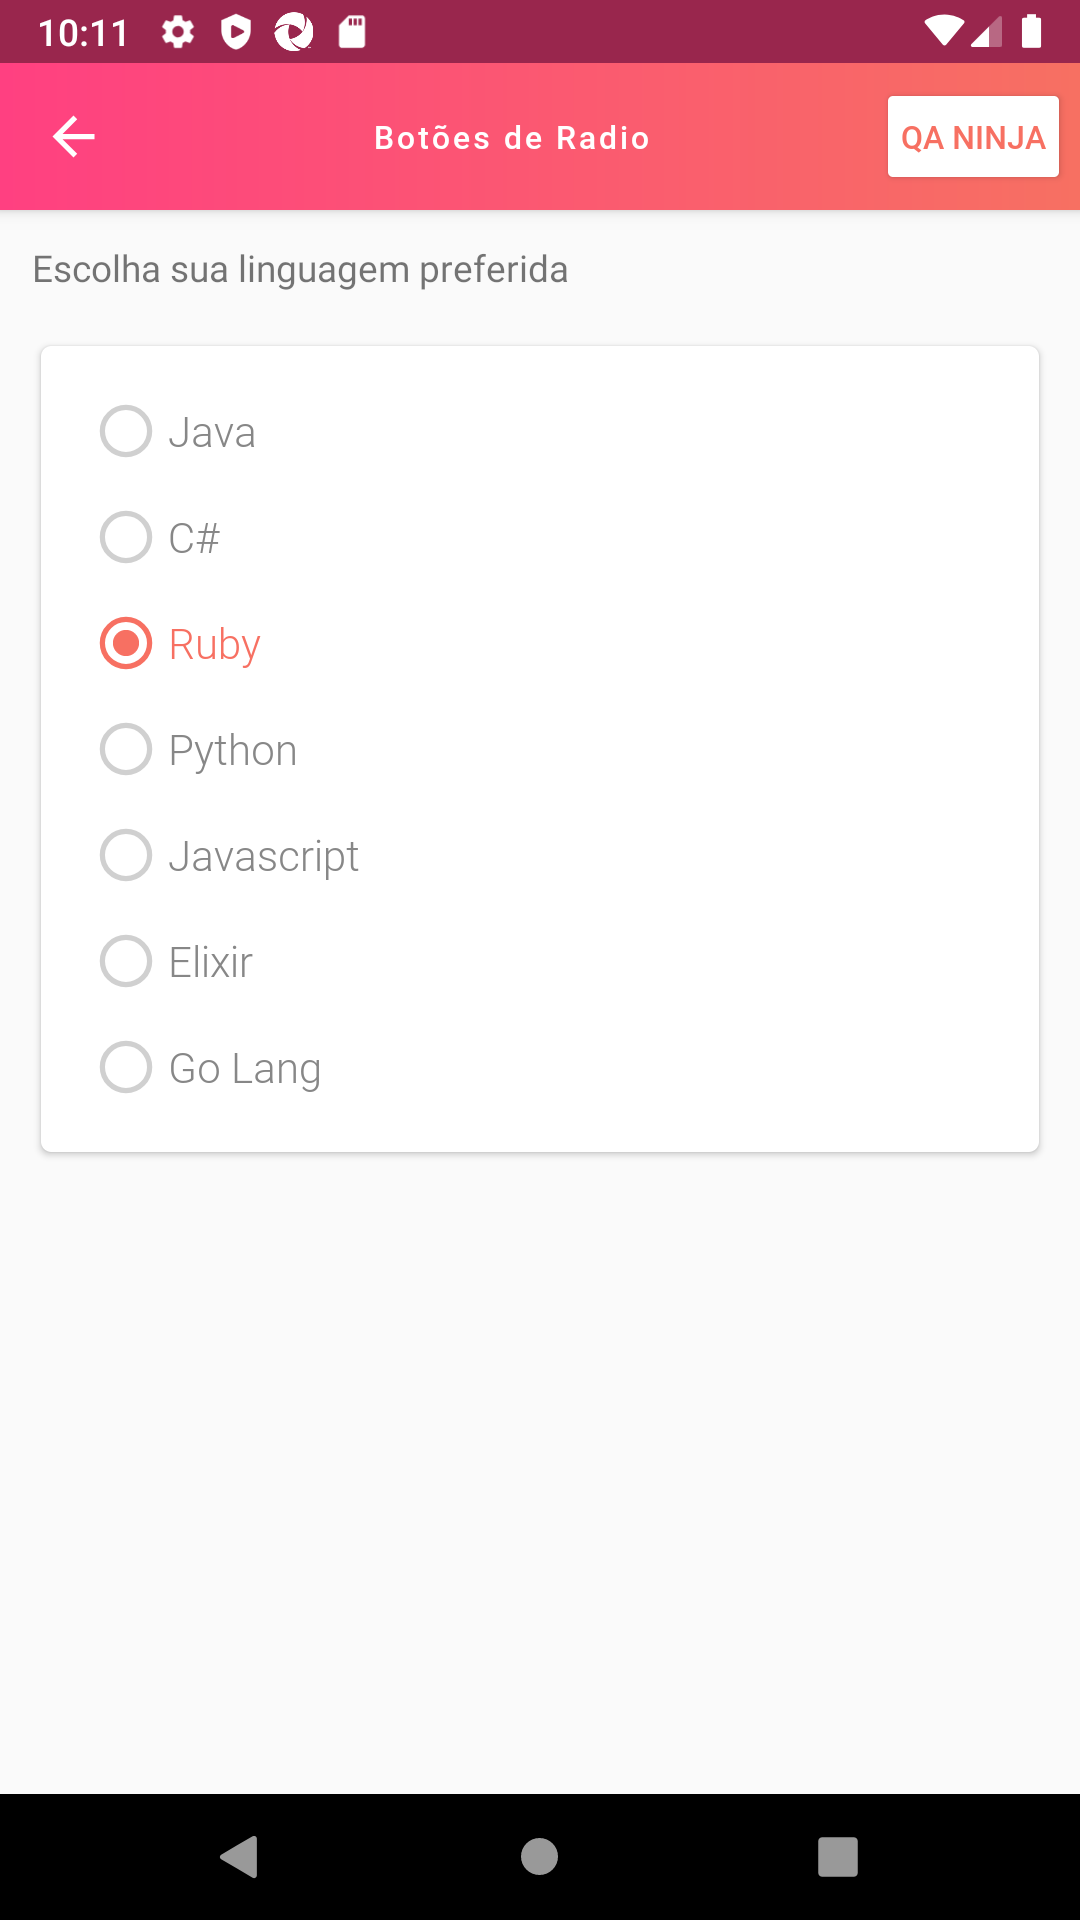 10:11
Botões de Radio
QA NINJA
Escolha sua linguagem preferida
Java
C#
Ruby
Python
Javascript
Elixir
Go Lang